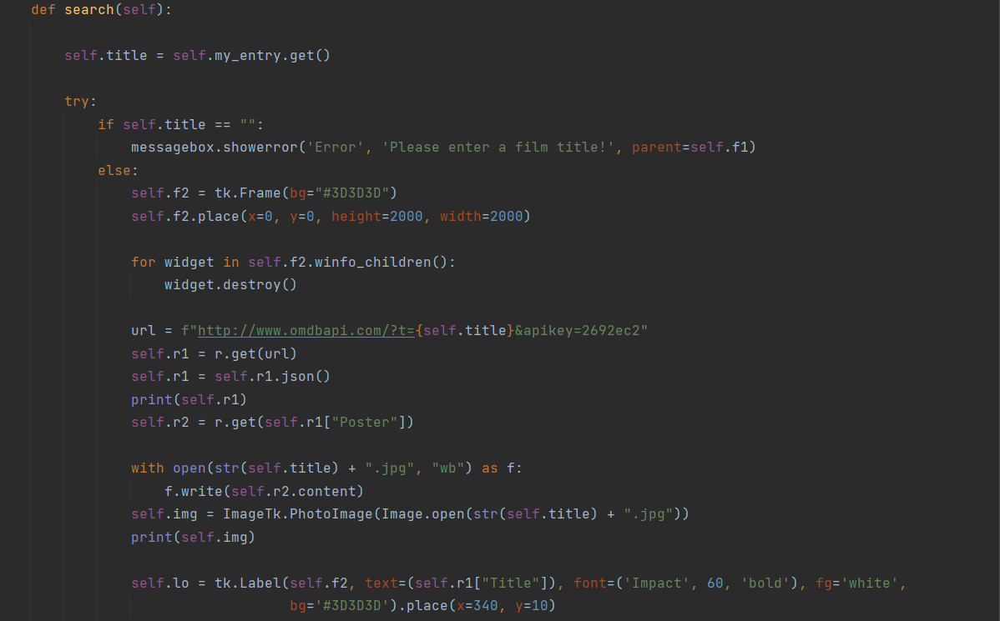 def search(self):
self.title = self.my_entry.get()
try:
if self.title == "":
messagebox.showerror('Error', 'Please enter a film title!', parent=self.f1)
else:
self.f2 = tk.Frame(bg="#3D3D3D")
self.f2.place(x=0, y=0, height=2000, width=2000)
for widget in self.f2.winfo_children():
widget.destroy()
url = f"http://www.omdbapi.com/?t={self.title}&apikey=2692ec2"
self.r1 = r.get(url)
self.r1 = self.r1.json()
print(self.r1)
self.r2 = r.get(self.r1["Poster"])
with open(str(self.title) + ".jpg", "wb") as f:
f.write(self.r2.content)
self.img = ImageTk.PhotoImage(Image.open(str(self.title) + ".jpg"))
print(self.img)
self.lo = tk.Label(self.f2, text=(self.r1["Title"]), font=('Impact', 60, 'bold'), fg='white',
bg='#3D3D3D').place(x=340, y=10)